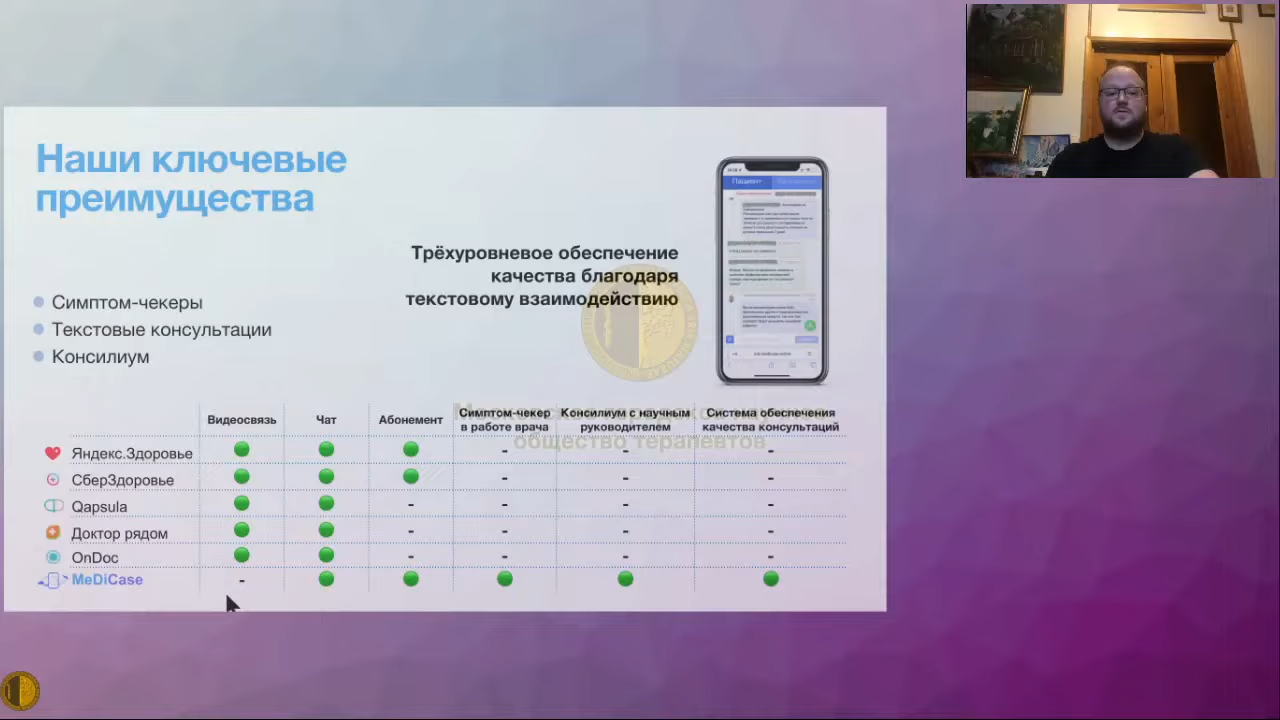 Наши ключевые
преимущества
Трёхуровневое обеспечение
качества благодаря
текстовому взаимодействию
Симптом-чекеры
Текстовые консультации
Консилиум
Пациент
Видеосвязь Чат Абонемент Симптом-чекер в работе врача Консилиум с научным руководителем Система обеспечения качества консультаций
Яндекс.Здоровье - - -
СберЗдоровье - - -
Qapsula - - - -
Доктор рядом - - - -
OnDoc - - - -
MeDiCase -
общество терапевтов